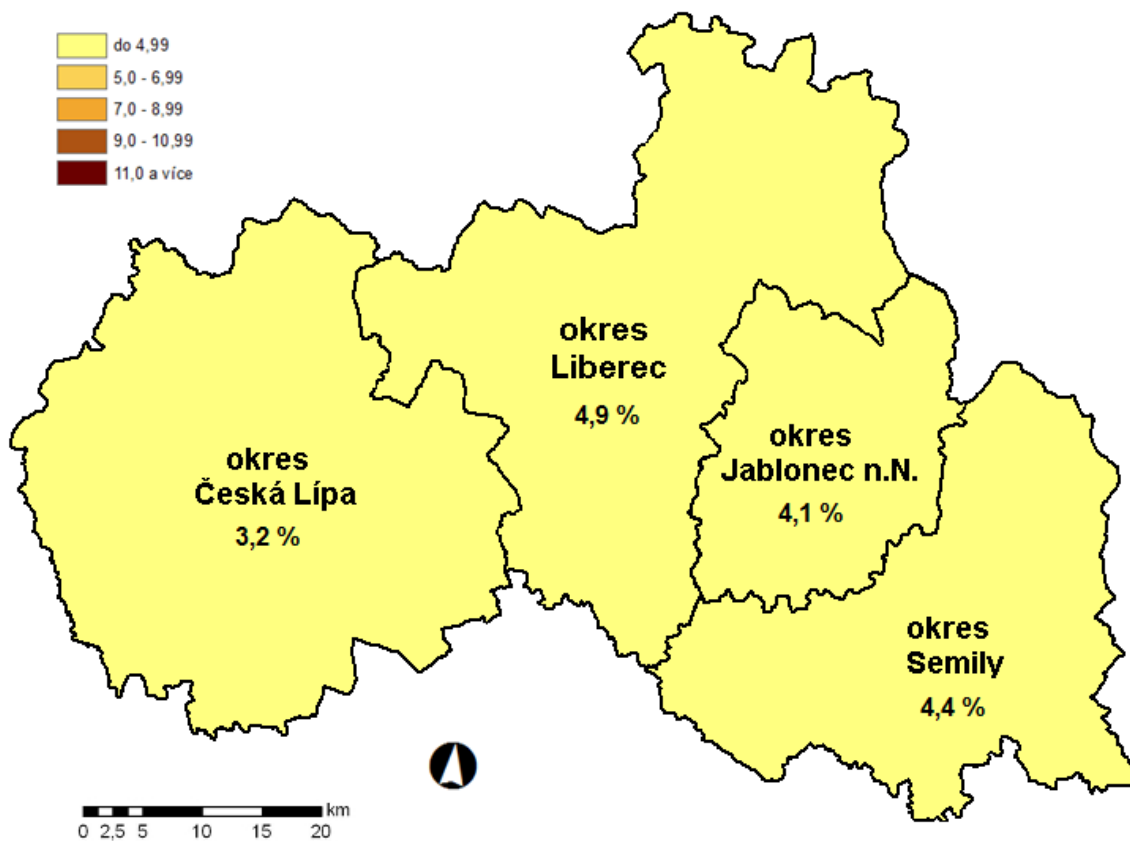 do 4,99
5,0 - 6,99
7,0 - 8,99
9,0 - 10,99
11,0 a více
okres
Liberec
4,9 %
okres
Jablonec n.N.
4,1 %
okres
Česká Lípa
3,2 %
okres
Semily
4,4 %
km
0 2,5 5 10 15 20